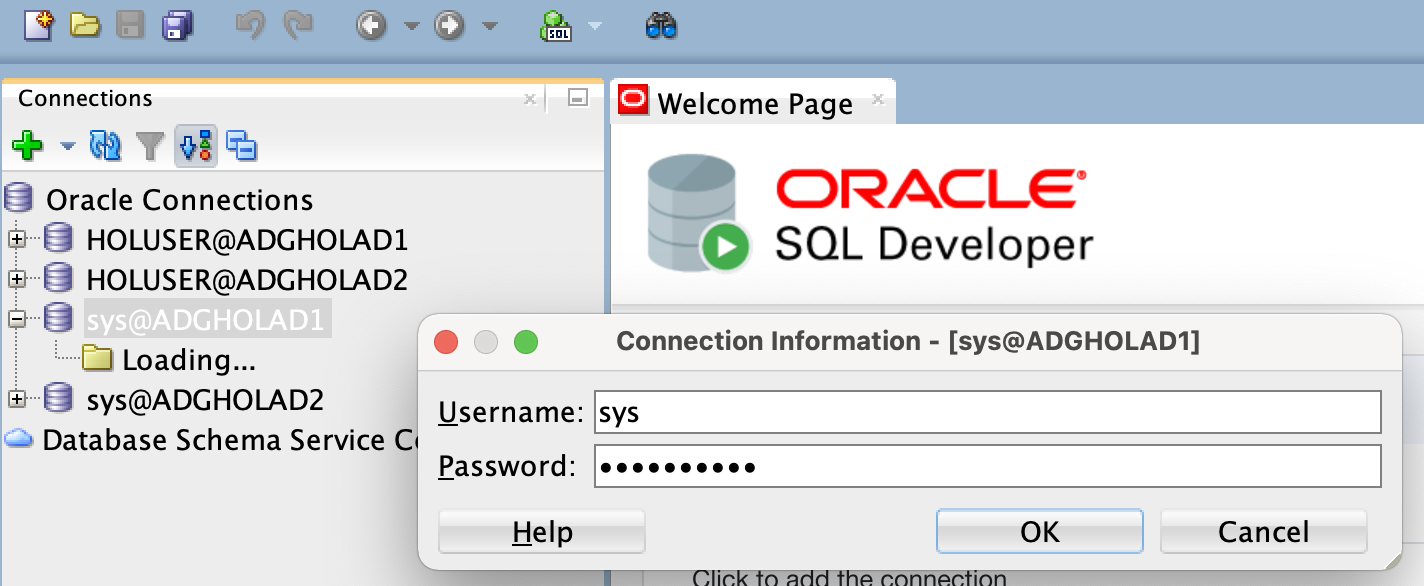 SQL
Connections
Welcome Page
ORACLE®
SQL Developer
Oracle Connections
HOLUSER@ADGHOLAD1
HOLUSER@ADGHOLAD2
sys@ADGHOLAD1
Loading...
sys@ADGHOLAD2
Database Schema Service
Connection Information - [sys@ADGHOLAD1]
Username: sys
Password: ••••••••••
Help
OK
Cancel
Click to add the connection